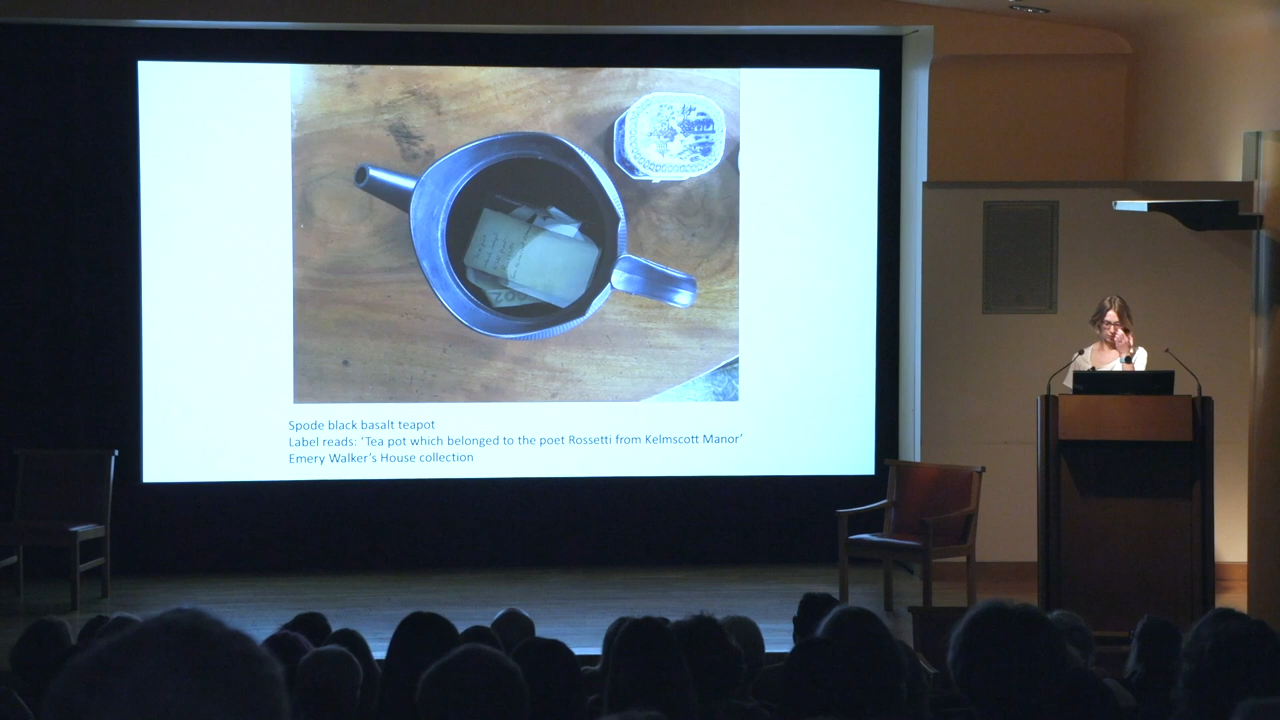 Spode black basalt teapot
Label reads: ‘Tea pot which belonged to the poet Rossetti from Kelmscott Manor’
Emery Walker’s House collection